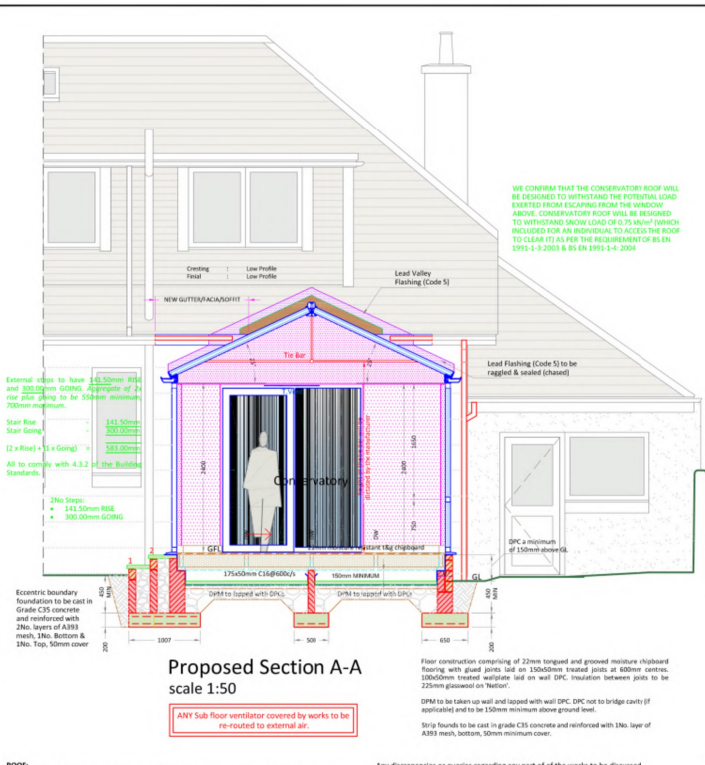 WE CONFIRM THAT THE CONSERVATORY ROOF WILL
BE DESIGNED TO WITHSTAND THE POTENTIAL LOAD
EXERTED FROM ESCAPING FROM THE WINDOW
ABOVE. CONSERVATORY ROOF WILL BE DESIGNED
TO WITHSTAND SNOW LOAD OF 0.75 kN/m² (WHICH
INCLUDED FOR AN INDIVIDUAL TO ACCESS THE ROOF
TO CLEAR IT) AS PER THE REQUIREMENT OF BS EN
1991-1-3:2003 & BS EN 1991-1-4: 2004
Cresting : Low Profile
Finial : Low Profile
Lead Valley
Flashing (Code 5)
NEW GUTTER/FACIA/SOFFIT
Tie Bar
Lead Flashing (Code 5) to be
raggled & sealed (chased)
External steps to have 141.50mm RISE
and 300.00mm GOING. Aggregate of 2x
rise plus going to be 550mm minimum,
700mm maximum.
Stair Rise - 141.50mm
Stair Going - 300.00mm
(2 x Rise) + (1 x Going) = 583.00mm
All to comply with 4.3.2 of the Building
Standards.
2No Steps:
• 141.50mm RISE
• 300.00mm GOING
2400
Conservatory
dictated by the manufacturer
2400
1650
750
GFL
22mm moisture resistant t&g chipboard
DPC a minimum
of 150mm above GL
GL
1
2
175x50mm C16@600c/s
150mm MINIMUM
DPM to lapped with DPCs
DPM to lapped with DPCs
450
MIN
200
450
MIN
200
1007
500
650
Eccentric boundary
foundation to be cast in
Grade C35 concrete
and reinforced with
2No. layers of A393
mesh, 1No. Bottom &
1No. Top, 50mm cover
Proposed Section A-A
scale 1:50
ANY Sub floor ventilator covered by works to be
re-routed to external air.
Floor construction comprising of 22mm tongued and grooved moisture chipboard
flooring with glued joints laid on 150x50mm treated joists at 600mm centres.
100x50mm treated wallplate laid on wall DPC. Insulation between joists to be
225mm glasswool on 'Netlon'.
DPM to be taken up wall and lapped with wall DPC. DPC not to bridge cavity (if
applicable) and to be 150mm minimum above ground level.
Strip founds to be cast in grade C35 concrete and reinforced with 1No. layer of
A393 mesh, bottom, 50mm minimum cover.